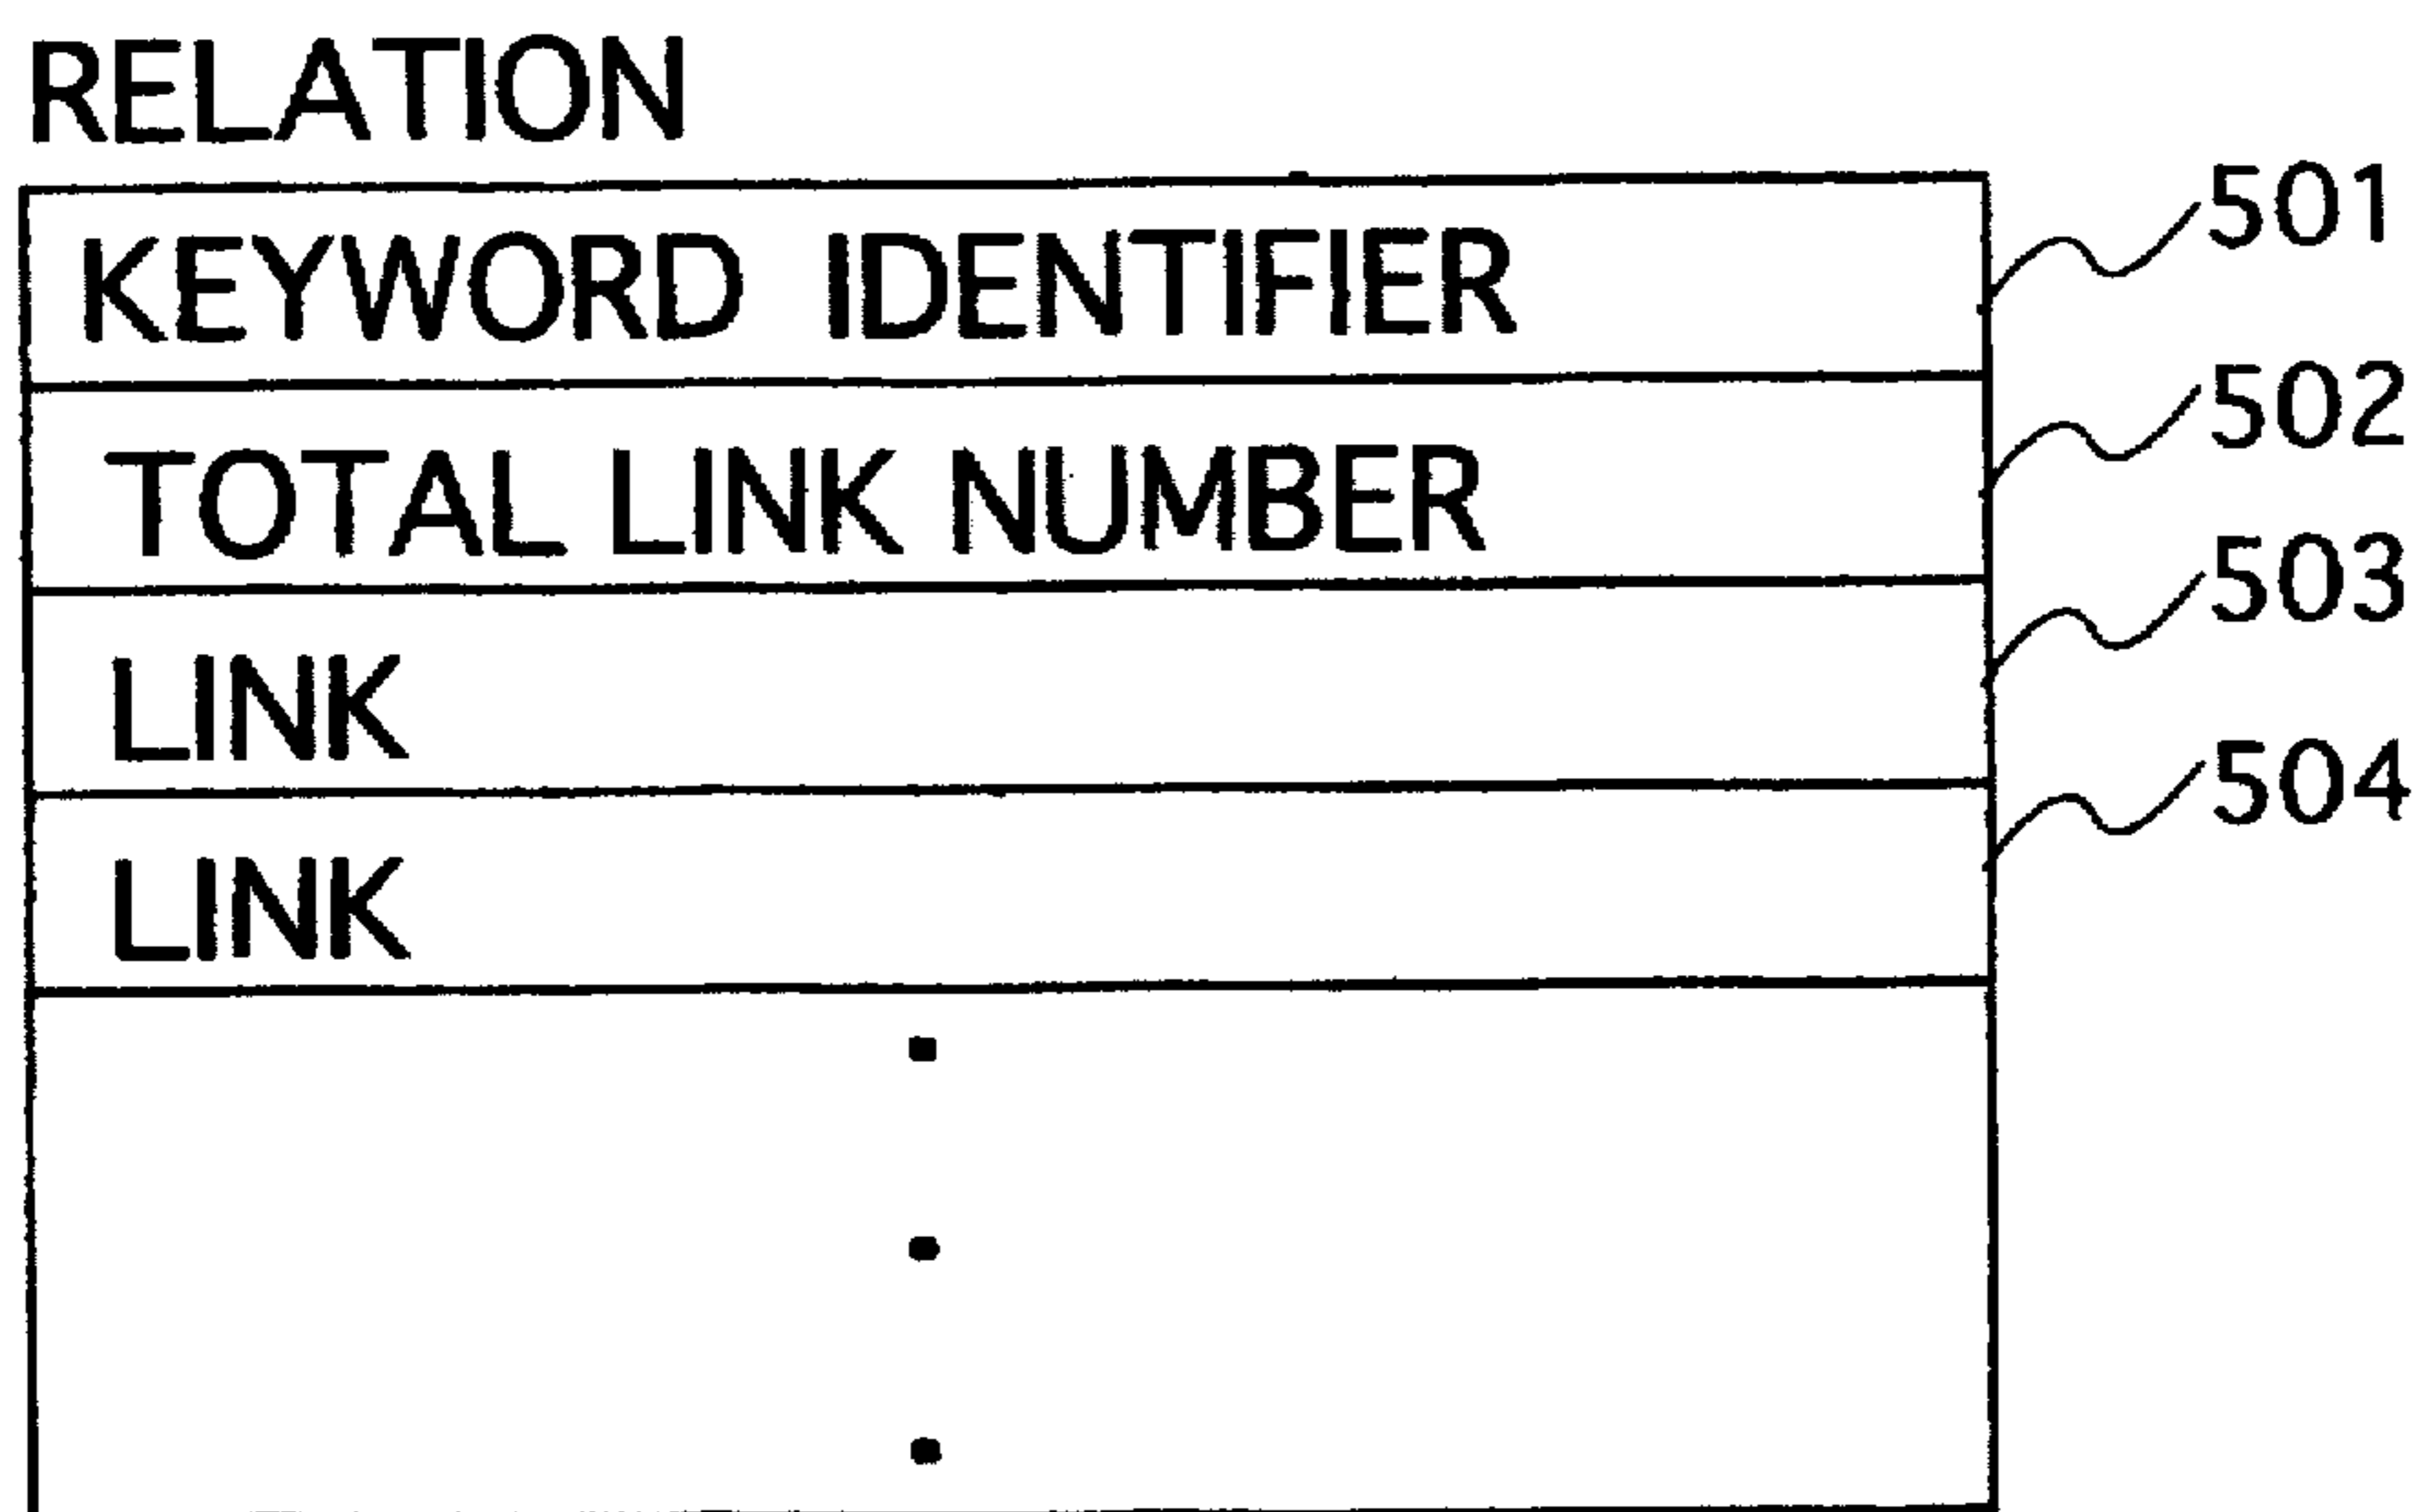 RELATION
KEYWORD IDENTIFIER 501
TOTAL LINK NUMBER 502
LINK 503
LINK 504